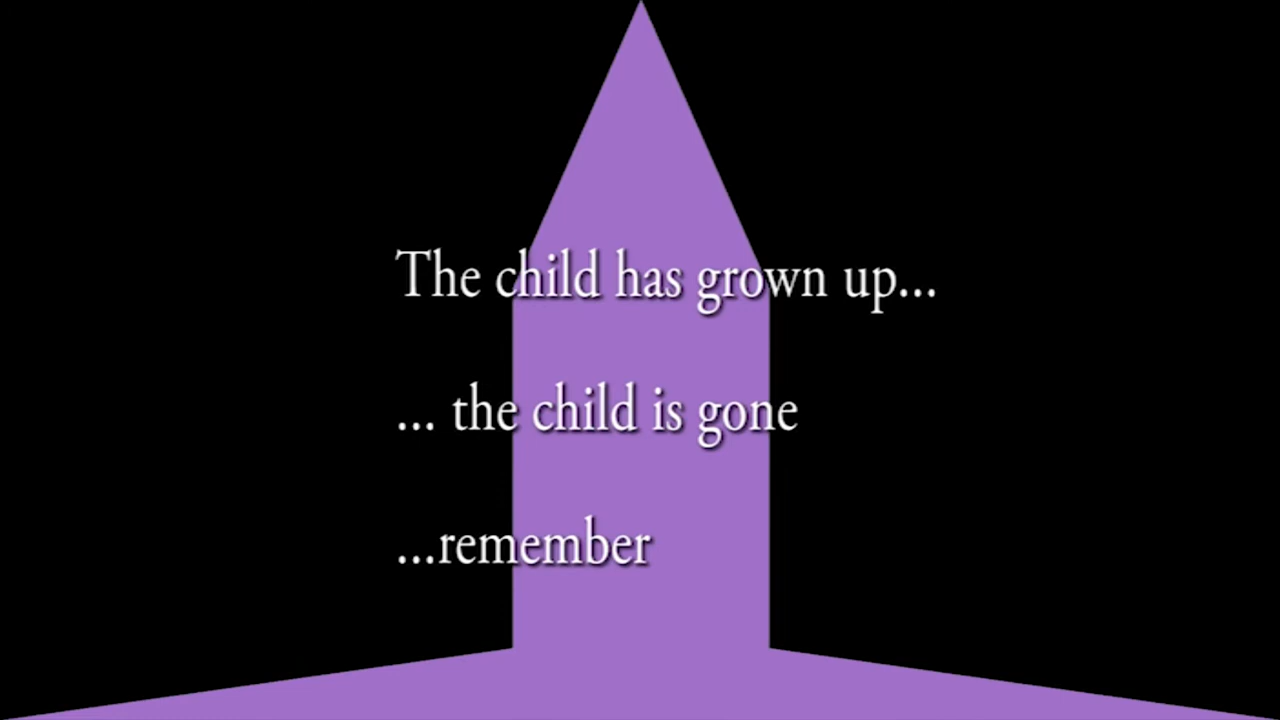 The child has grown up...
... the child is gone
...remember